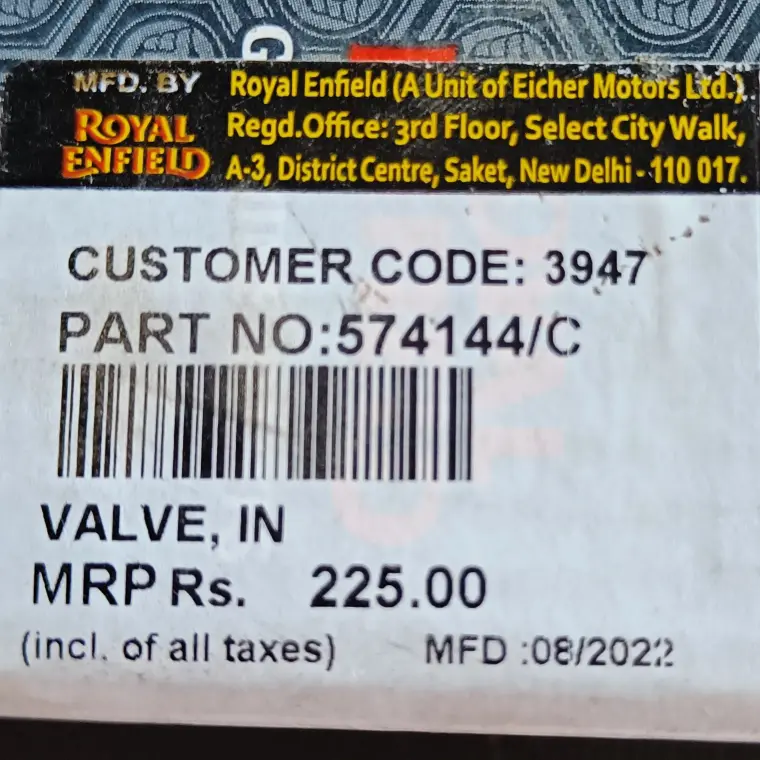 G
MFD. BY
ROYAL ENFIELD
Royal Enfield (A Unit of Eicher Motors Ltd.)
Regd.Office: 3rd Floor, Select City Walk,
A-3, District Centre, Saket, New Delhi - 110 017.
CUSTOMER CODE: 3947
PART NO:574144/C
VALVE, IN
MRP Rs. 225.00
(incl. of all taxes) MFD :08/2022